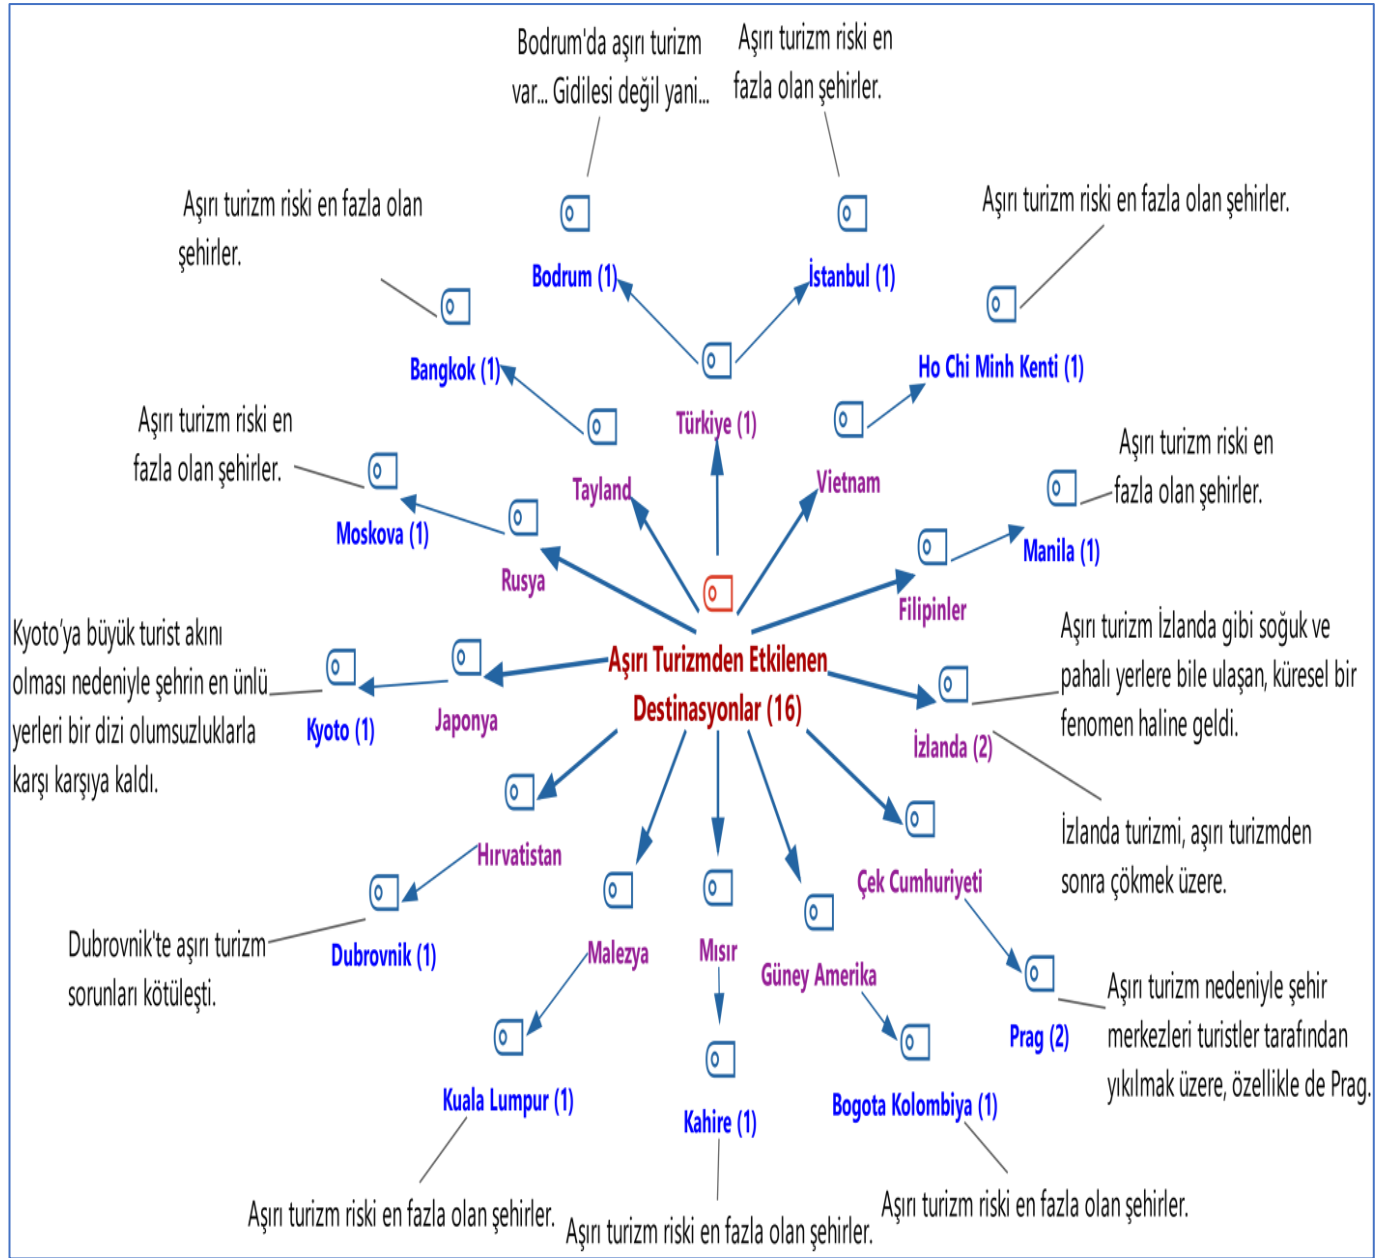 Bodrum'da aşırı turizm
var... Gidilesi değil yani...
Aşırı turizm riski en
fazla olan şehirler.
Aşırı turizm riski en fazla olan
şehirler.
Aşırı turizm riski en fazla olan şehirler.
Bodrum (1)
İstanbul (1)
Bangkok (1)
Ho Chi Minh Kenti (1)
Türkiye (1)
Aşırı turizm riski en
fazla olan şehirler.
Tayland
Vietnam
Aşırı turizm riski en
fazla olan şehirler.
Moskova (1)
Manila (1)
Rusya
Filipinler
Kyoto’ya büyük turist akını
olması nedeniyle şehrin en ünlü
yerleri bir dizi olumsuzluklarla
karşı karşıya kaldı.
Kyoto (1)
Japonya
Aşırı Turizmden Etkilenen
Destinasyonlar (16)
Aşırı turizm İzlanda gibi soğuk ve
pahalı yerlere bile ulaşan, küresel bir
fenomen haline geldi.
İzlanda (2)
İzlanda turizmi, aşırı turizmden
sonra çökmek üzere.
Hırvatistan
Çek Cumhuriyeti
Dubrovnik'te aşırı turizm
sorunları kötüleşti.
Dubrovnik (1)
Malezya
Mısır
Güney Amerika
Prag (2)
Aşırı turizm nedeniyle şehir
merkezleri turistler tarafından
yıkılmak üzere, özellikle de Prag.
Kuala Lumpur (1)
Kahire (1)
Bogota Kolombiya (1)
Aşırı turizm riski en fazla olan şehirler.
Aşırı turizm riski en fazla olan şehirler.
Aşırı turizm riski en fazla olan şehirler.